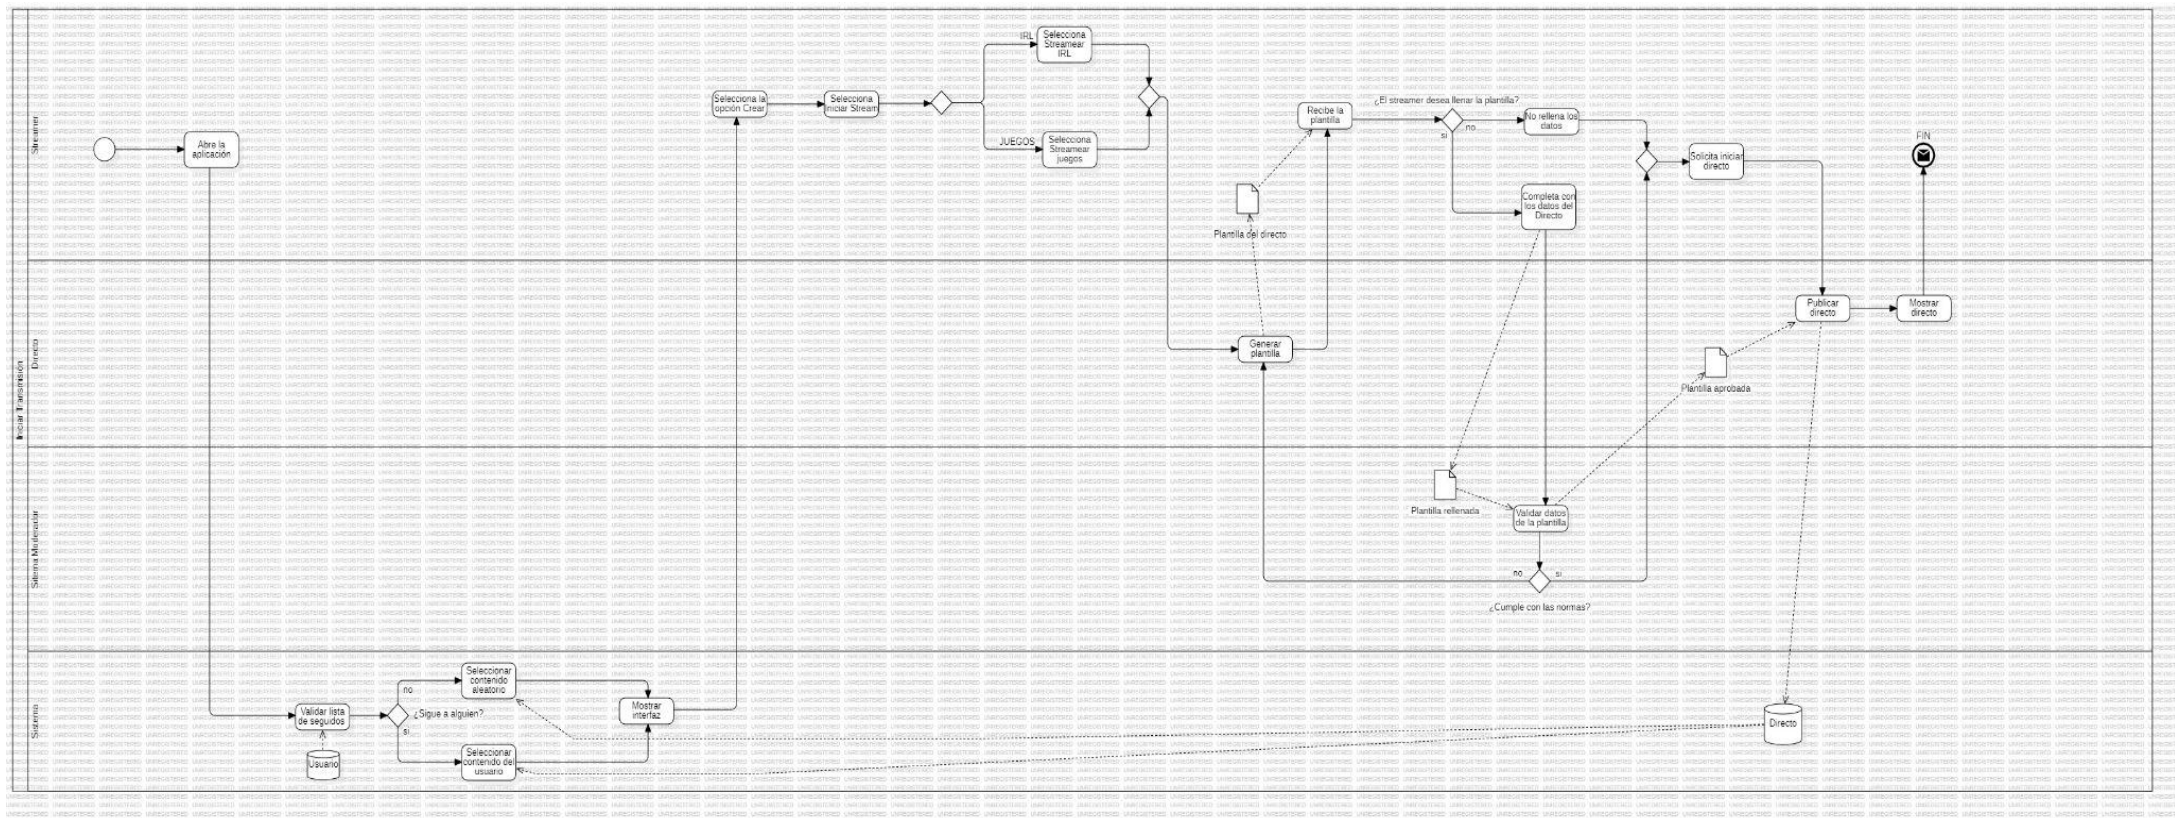 Iniciar Transmisión
Streamer
Abre la
aplicación
Selecciona la
opción Crear
Selecciona
Iniciar Stream
IRL
Selecciona
Streamear
IRL
JUEGOS
Selecciona
Streamear
juegos
Recibe la
plantilla
Plantilla del directo
¿El streamer desea llenar la plantilla?
no
si
No rellena los
datos
Completa con
los datos del
Directo
Solicita iniciar
directo
FIN
Directo
Generar
plantilla
Publicar
directo
Mostrar
directo
Plantilla aprobada
Sitema Moderador
Plantilla rellenada
Validar datos
de la plantilla
no
si
¿Cumple con las normas?
Sistema
Validar lista
de seguidos
Usuario
¿Sigue a alguien?
no
si
Seleccionar
contenido
aleatorio
Seleccionar
contenido del
usuario
Mostrar
interfaz
Directo
UNREGISTERED